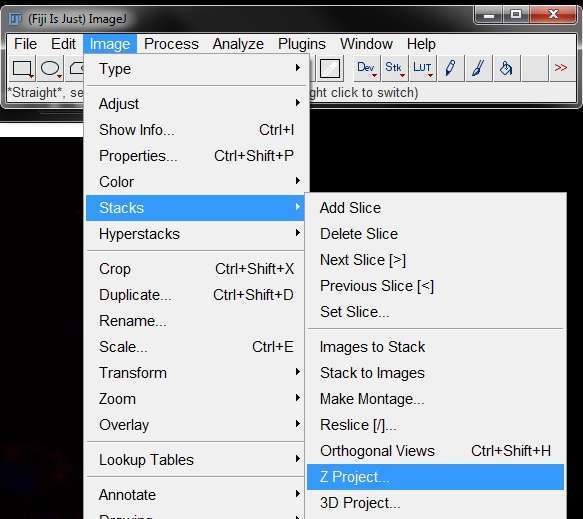 (Fiji Is Just) ImageJ
File Edit Image Process Analyze Plugins Window Help
Dev Stk LUT >>
*Straight*, se ght click to switch)
Type
Adjust
Show Info... Ctrl+I
Properties... Ctrl+Shift+P
Color
Stacks
Hyperstacks
Crop Ctrl+Shift+X
Duplicate... Ctrl+Shift+D
Rename...
Scale... Ctrl+E
Transform
Zoom
Overlay
Lookup Tables
Annotate
Drawing
Add Slice
Delete Slice
Next Slice [>]
Previous Slice [<]
Set Slice...
Images to Stack
Stack to Images
Make Montage...
Reslice [/]...
Orthogonal Views Ctrl+Shift+H
Z Project...
3D Project...